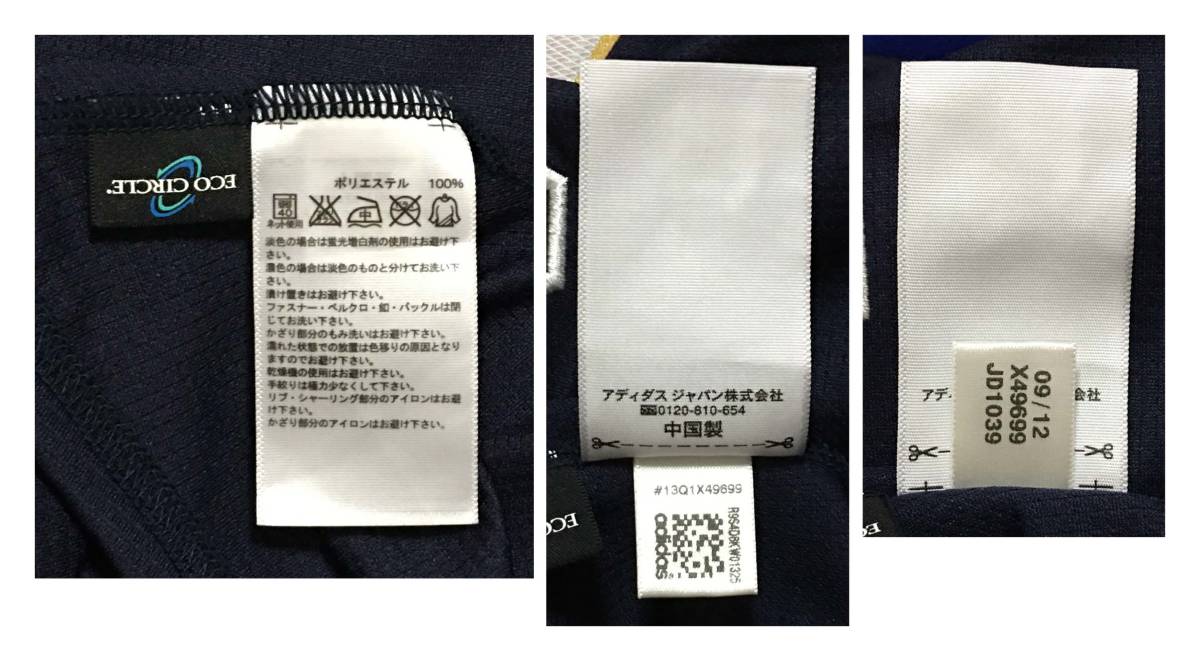 ECO CIRCLE®
ポリエステル 100%
弱
40
ネット使用
中
淡色の場合は蛍光増白剤の使用はお避け下
さい。
濃色の場合は淡色のものと分けてお洗い下
さい。
漬け置きはお避け下さい。
ファスナー・ベルクロ・釦・バックルは閉
じてお洗い下さい。
かざり部分のもみ洗いはお避け下さい。
濡れた状態での放置は色移りの原因となり
ますのでお避け下さい。
乾燥機の使用はお避け下さい。
手絞りは極力少なくして下さい。
リブ・シャーリング部分のアイロンはお避
け下さい。
かざり部分のアイロンはお避け下さい。
アディダス ジャパン株式会社
0120-810-654
中国製
#13Q1X49699
R9S4D8KW01325
adidas
ECO
アデ
会社
09/12
X49699
JD1039
ECO